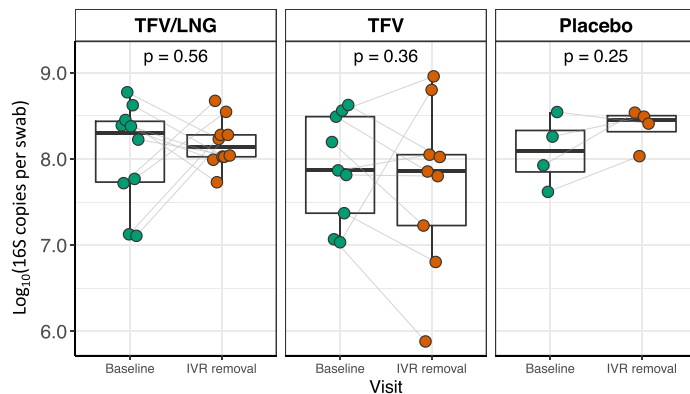 TFV/LNG
TFV
Placebo
p = 0.56
p = 0.36
p = 0.25
Log10(16S copies per swab)
9.0
8.0
7.0
6.0
Baseline
IVR removal
Baseline
IVR removal
Baseline
IVR removal
Visit